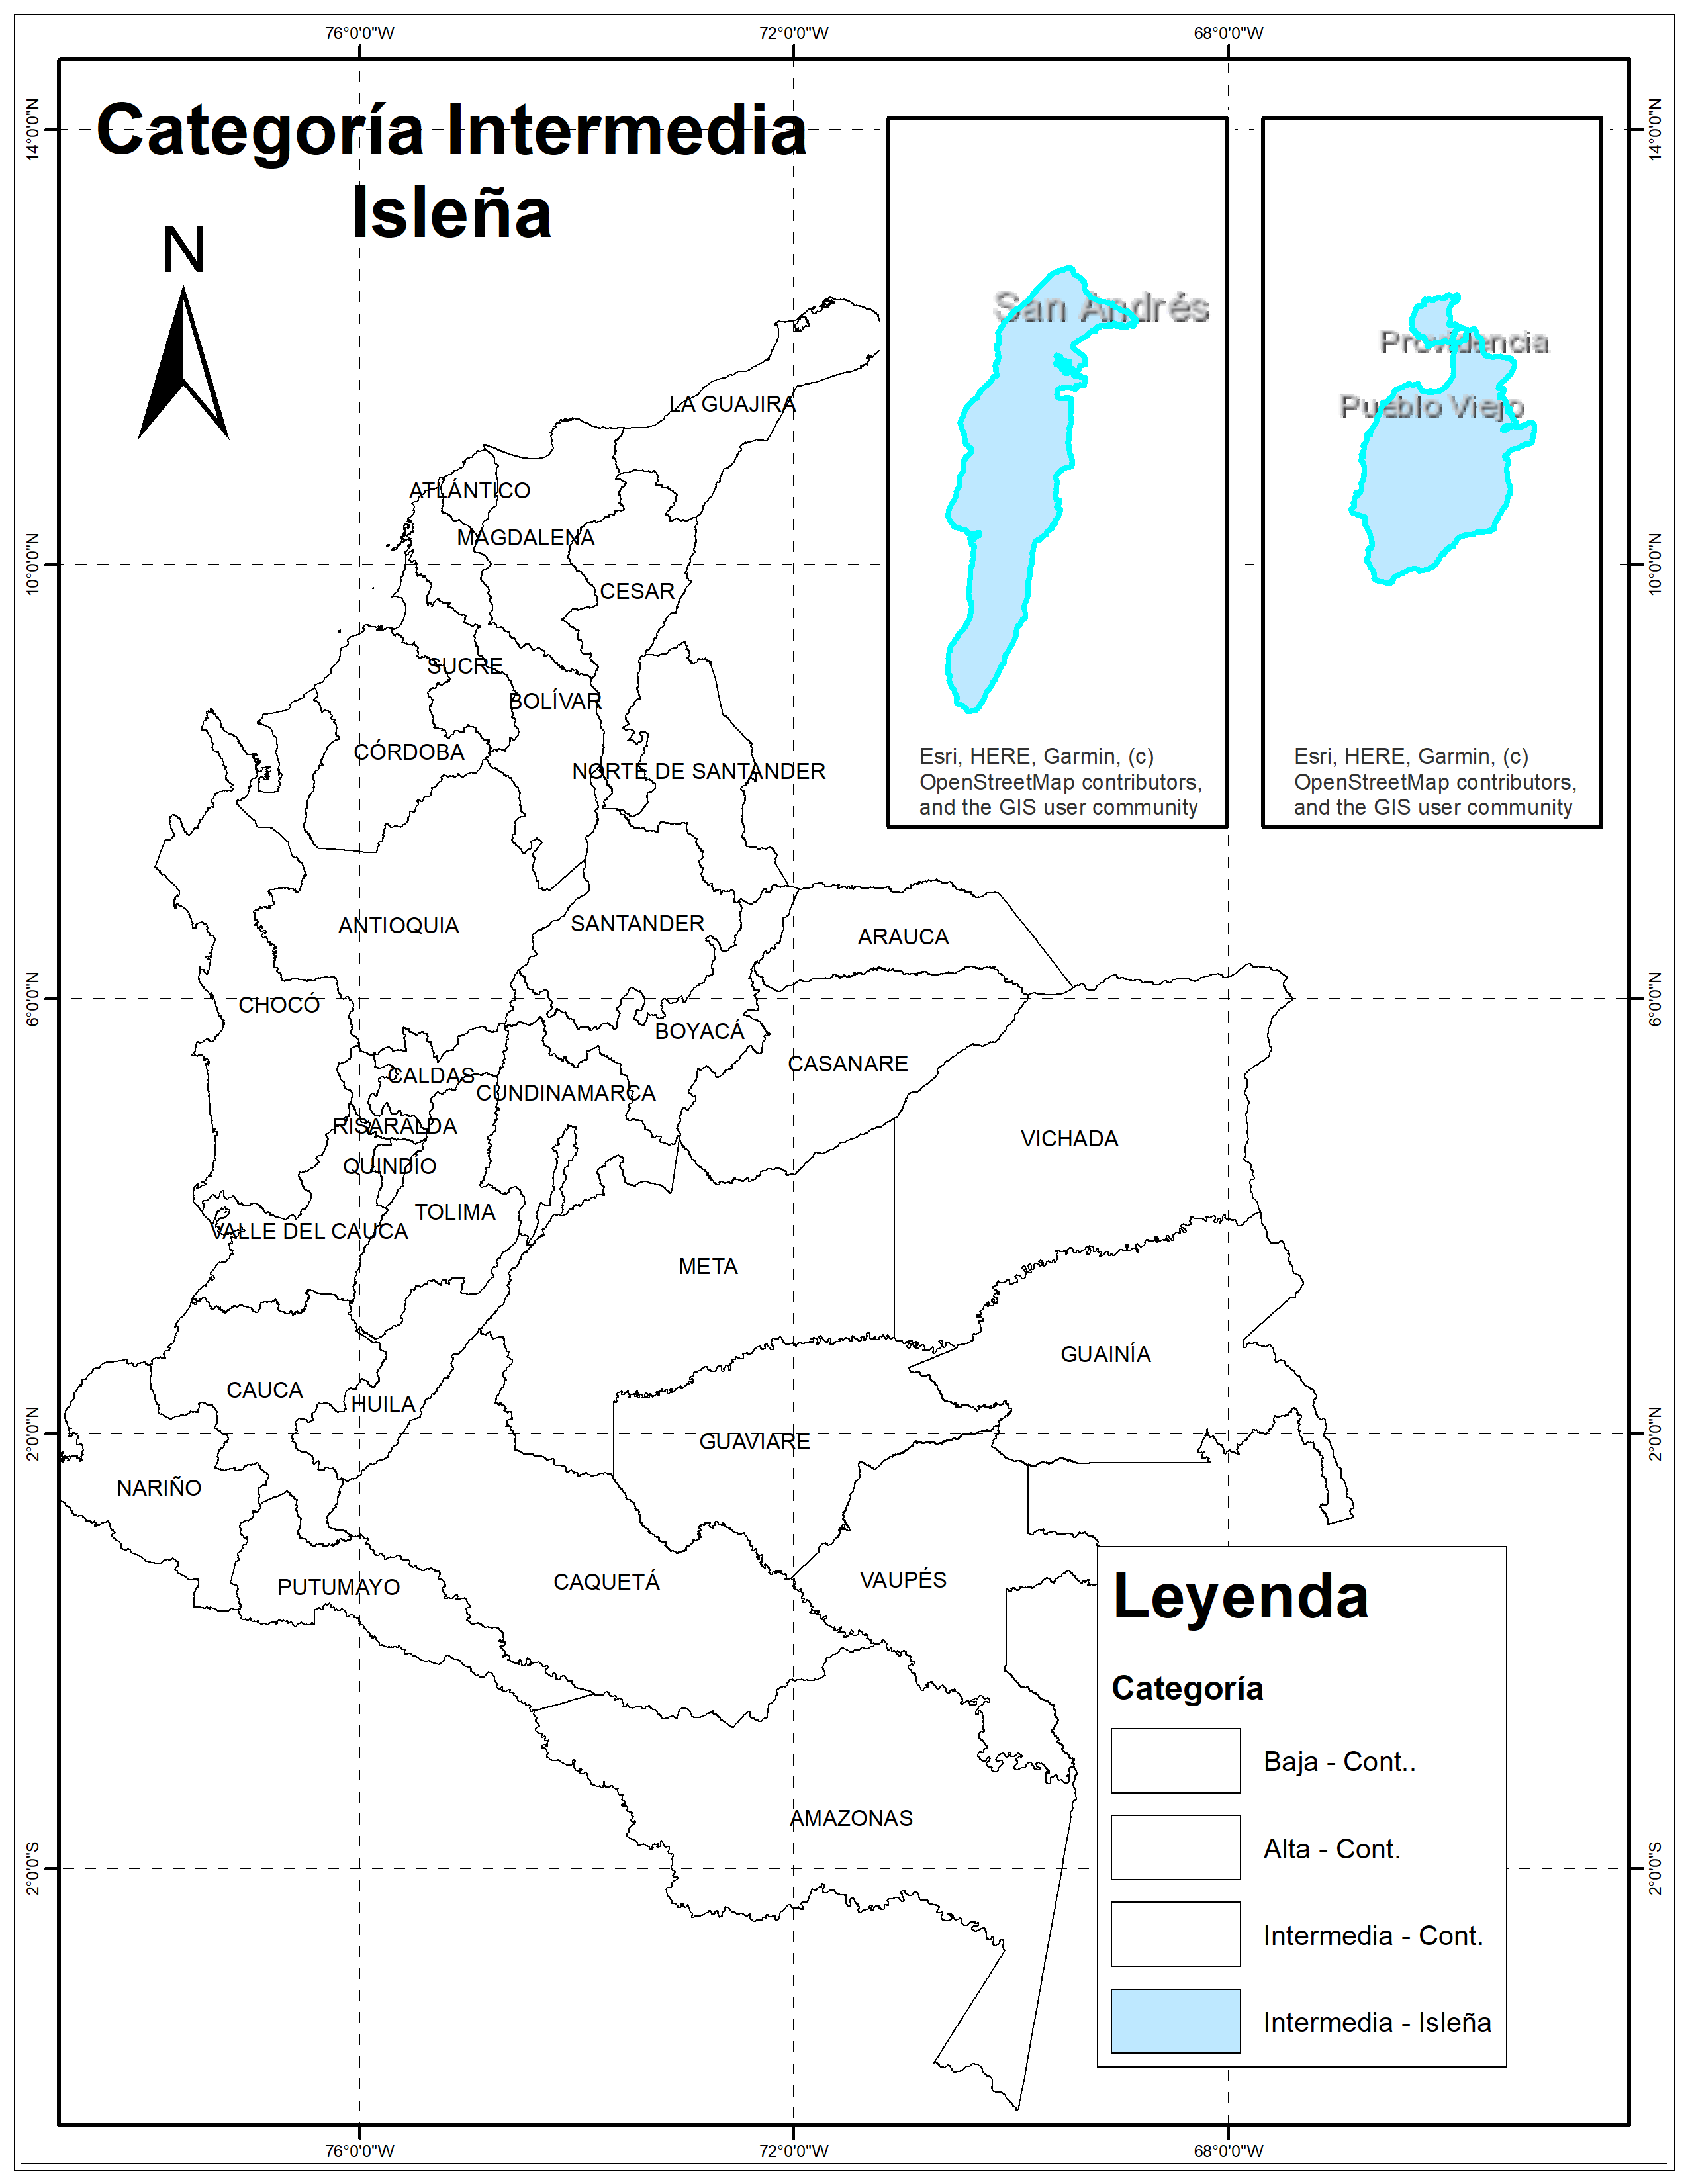 76°0'0"W 72°0'0"W 68°0'0"W
14°0'0"N 14°0'0"N
Categoría Intermedia
Isleña
N
San Andrés
Providencia
Pueblo Viejo
LA GUAJIRA
ATLÁNTICO
MAGDALENA
10°0'0"N 10°0'0"N
CESAR
SUCRE
BOLÍVAR
CÓRDOBA
NORTE DE SANTANDER
Esri, HERE, Garmin, (c)
OpenStreetMap contributors,
and the GIS user community
Esri, HERE, Garmin, (c)
OpenStreetMap contributors,
and the GIS user community
ANTIOQUIA
SANTANDER
ARAUCA
6°0'0"N 6°0'0"N
CHOCÓ
BOYACÁ
CASANARE
CALDAS
CUNDINAMARCA
RISARALDA
VICHADA
QUINDÍO
TOLIMA
VALLE DEL CAUCA
META
GUAINÍA
CAUCA
HUILA
2°0'0"N 2°0'0"N
GUAVIARE
NARIÑO
PUTUMAYO
CAQUETÁ
VAUPÉS
AMAZONAS
2°0'0"S 2°0'0"S
Leyenda
Categoría
Baja - Cont..
Alta - Cont.
Intermedia - Cont.
Intermedia - Isleña
76°0'0"W 72°0'0"W 68°0'0"W